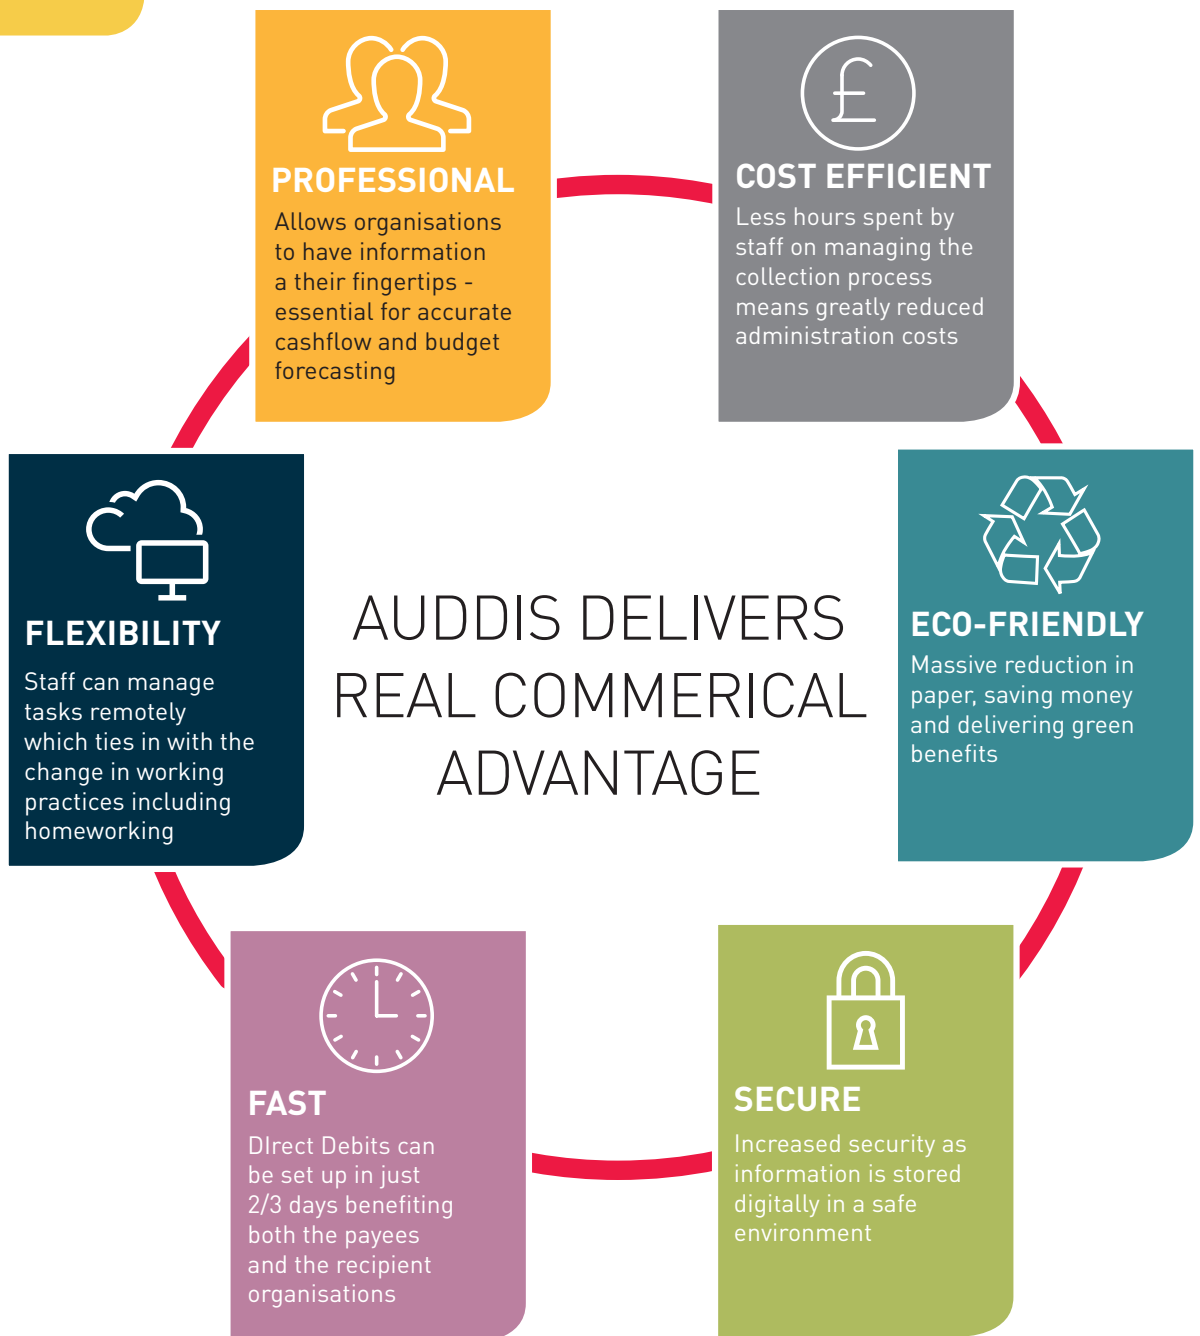 PROFESSIONAL
Allows organisations
to have information
a their fingertips -
essential for accurate
cashflow and budget
forecasting
COST EFFICIENT
Less hours spent by
staff on managing the
collection process
means greatly reduced
administration costs
FLEXIBILITY
Staff can manage
tasks remotely
which ties in with the
change in working
practices including
homeworking
AUDDIS DELIVERS
REAL COMMERICAL
ADVANTAGE
ECO-FRIENDLY
Massive reduction in
paper, saving money
and delivering green
benefits
FAST
DIrect Debits can
be set up in just
2/3 days benefiting
both the payees
and the recipient
organisations
SECURE
Increased security as
information is stored
digitally in a safe
environment